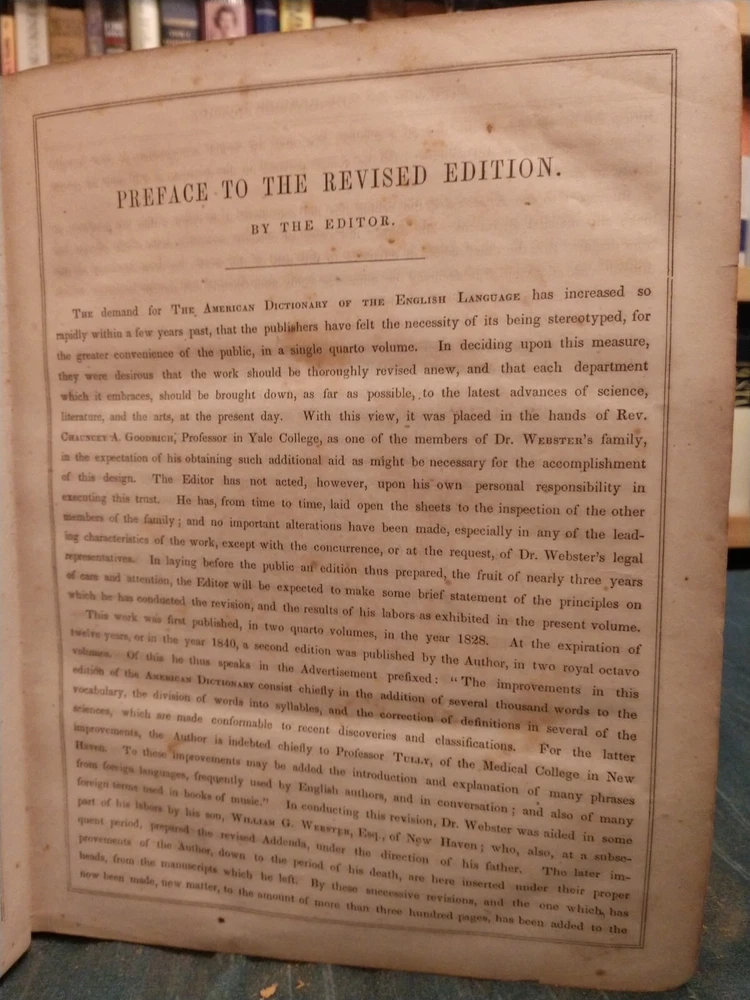 PREFACE TO THE REVISED EDITION.
BY THE EDITOR.
The demand for The American Dictionary of the English Language has increased so
rapidly within a few years past, that the publishers have felt the necessity of its being stereotyped, for
the greater convenience of the public, in a single quarto volume. In deciding upon this measure,
they were desirous that the work should be thoroughly revised anew, and that each department
which it embraces, should be brought down, as far as possible, to the latest advances of science,
literature, and the arts, at the present day. With this view, it was placed in the hands of Rev.
Chauncey A. Goodrich, Professor in Yale College, as one of the members of Dr. Webster's family,
in the expectation of his obtaining such additional aid as might be necessary for the accomplishment
of this design. The Editor has not acted, however, upon his own personal responsibility in
executing this trust. He has, from time to time, laid open the sheets to the inspection of the other
members of the family; and no important alterations have been made, especially in any of the lead-
ing characteristics of the work, except with the concurrence, or at the request, of Dr. Webster's legal
representatives. In laying before the public an edition thus prepared, the fruit of nearly three years
of care and attention, the Editor will be expected to make some brief statement of the principles on
which he has conducted the revision, and the results of his labors as exhibited in the present volume.
This work was first published, in two quarto volumes, in the year 1828. At the expiration of
twelve years, or in the year 1840, a second edition was published by the Author, in two royal octavo
volumes. Of this he thus speaks in the Advertisement prefixed: "The improvements in this
edition of the American Dictionary consist chiefly in the addition of several thousand words to the
vocabulary, the division of words into syllables, and the correction of definitions in several of the
sciences, which are made conformable to recent discoveries and classifications. For the latter
improvements, the Author is indebted chiefly to Professor Tully, of the Medical College in New
Haven. To these improvements may be added the introduction and explanation of many phrases
from foreign languages, frequently used by English authors, and in conversation; and also of many
foreign terms used in books of music." In conducting this revision, Dr. Webster was aided in some
part of his labors by his son, William G. Webster, Esq., of New Haven; who, also, at a subse-
quent period, prepared the revised Addenda, under the direction of his father. The later im-
provements of the Author, down to the period of his death, are here inserted under their proper
heads, from the manuscripts which he left. By these successive revisions, and the one which has
now been made, new matter, to the amount of more than three hundred pages, has been added to the